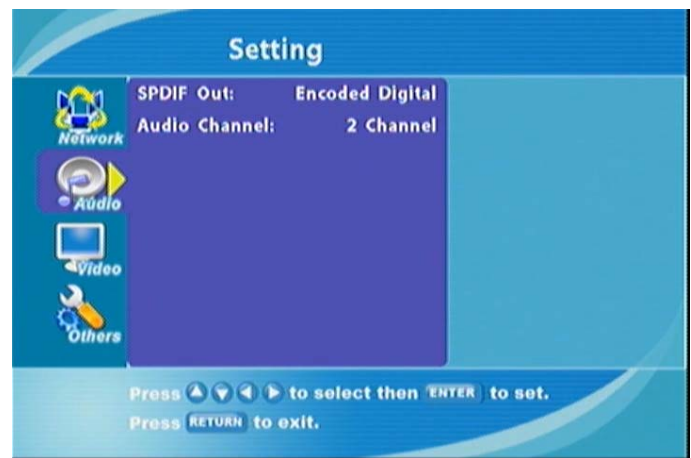 Setting
SPDIF Out: Encoded Digital
Audio Channel: 2 Channel
Network
Audio
Video
Others
Press to select then ENTER to set.
Press RETURN to exit.